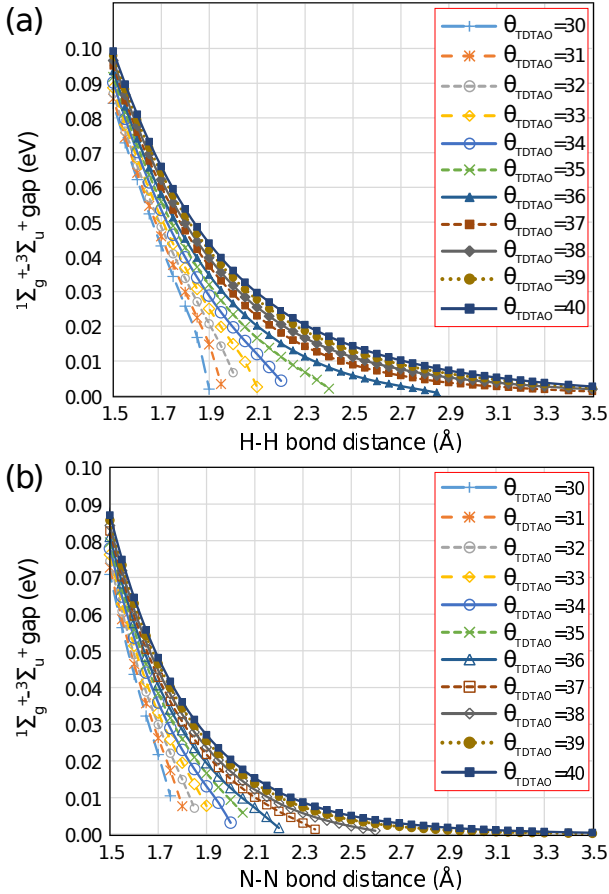 (a)
¹Σg⁺-³Σu⁺ gap (eV)
0.10
0.09
0.08
0.07
0.06
0.05
0.04
0.03
0.02
0.01
0.00
1.5 1.7 1.9 2.1 2.3 2.5 2.7 2.9 3.1 3.3 3.5
H-H bond distance (Å)
θTDTAO=30
θTDTAO=31
θTDTAO=32
θTDTAO=33
θTDTAO=34
θTDTAO=35
θTDTAO=36
θTDTAO=37
θTDTAO=38
θTDTAO=39
θTDTAO=40
(b)
¹Σg⁺-³Σu⁺ gap (eV)
0.10
0.09
0.08
0.07
0.06
0.05
0.04
0.03
0.02
0.01
0.00
1.5 1.7 1.9 2.1 2.3 2.5 2.7 2.9 3.1 3.3 3.5
N-N bond distance (Å)
θTDTAO=30
θTDTAO=31
θTDTAO=32
θTDTAO=33
θTDTAO=34
θTDTAO=35
θTDTAO=36
θTDTAO=37
θTDTAO=38
θTDTAO=39
θTDTAO=40